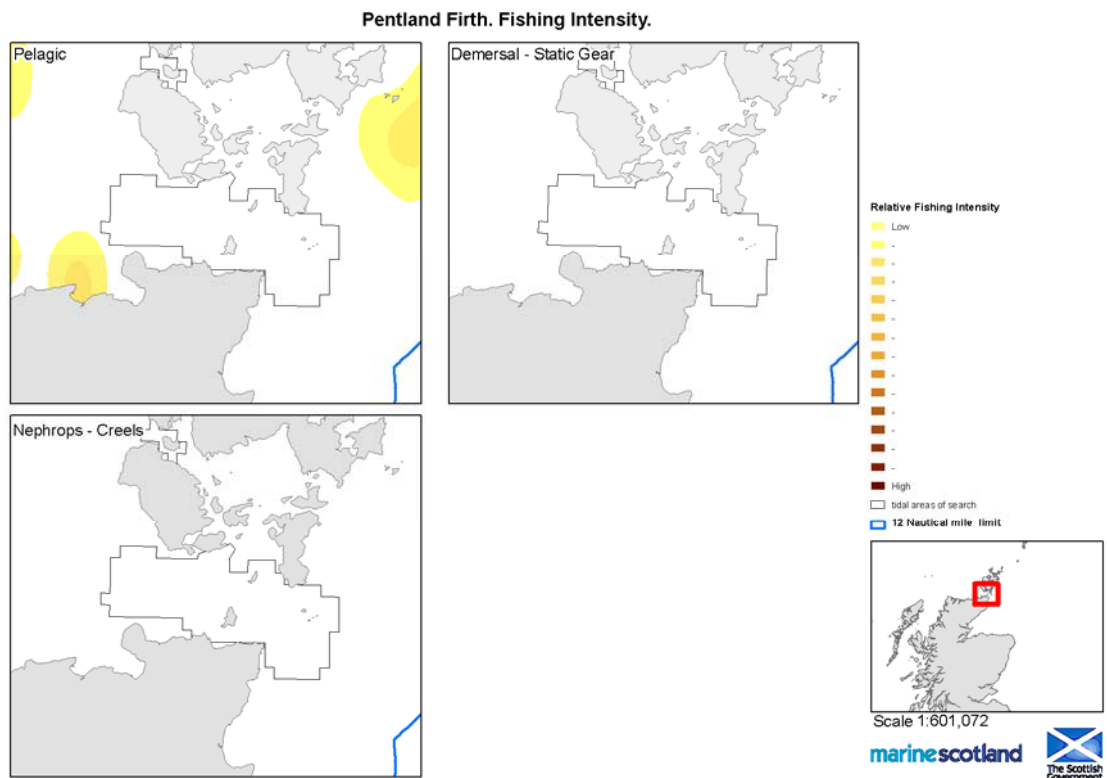 Pentland Firth. Fishing Intensity.
Pelagic
Demersal - Static Gear
Nephrops - Creels
Relative Fishing Intensity
Low
-
-
-
-
-
-
-
-
-
-
-
-
-
High
tidal areas of search
12 Nautical mile limit
Scale 1:601,072
marinescotland
The Scottish
Government